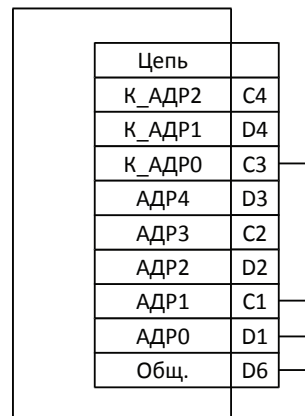 Цепь
К_АДР2 C4
К_АДР1 D4
К_АДР0 C3
АДР4 D3
АДР3 C2
АДР2 D2
АДР1 C1
АДР0 D1
Общ. D6